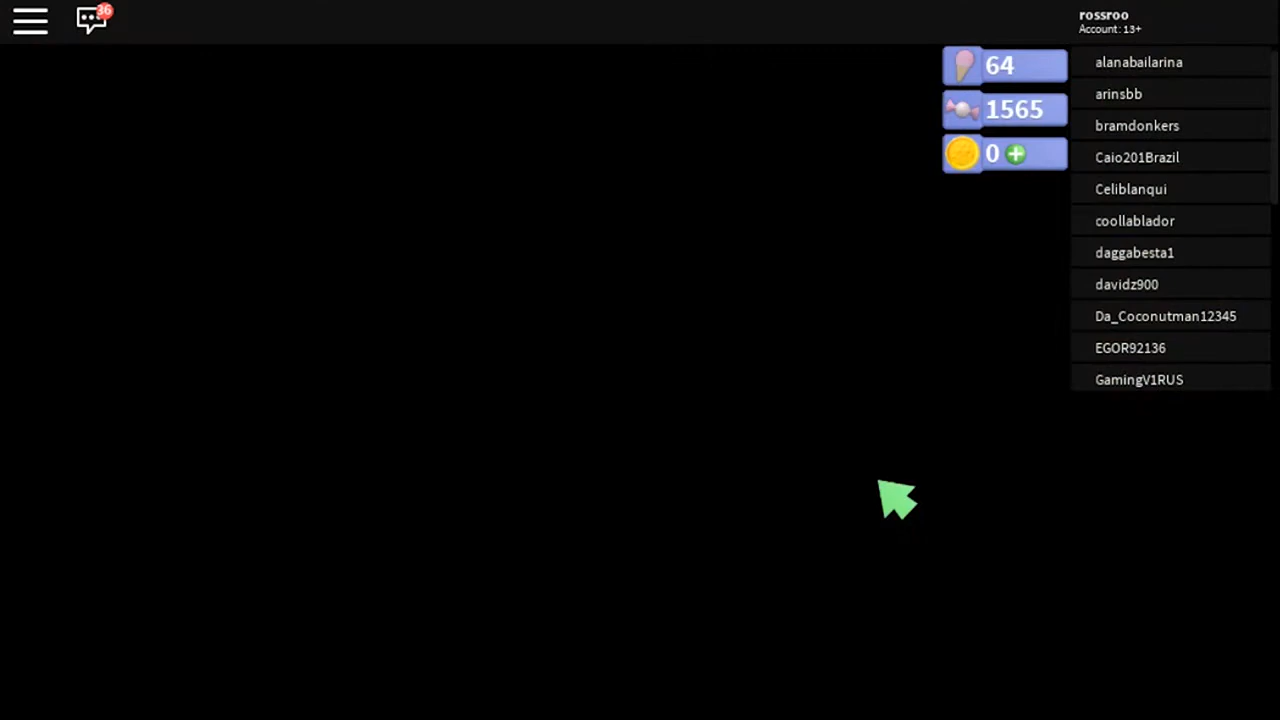 36
rossroo
Account: 13+
64
1565
0
alanabailarina
arinsbb
bramdonkers
Caio201Brazil
Celiblanqui
coollablador
daggabesta1
davidz900
Da_Coconutman12345
EGOR92136
GamingV1RUS